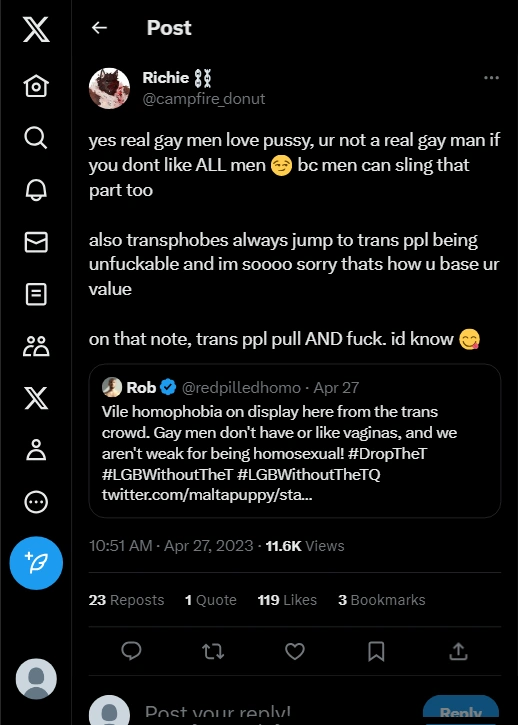 Post
Richie ⛓⛓
@campfire_donut
yes real gay men love pussy, ur not a real gay man if
you dont like ALL men 😏 bc men can sling that
part too
also transphobes always jump to trans ppl being
unfuckable and im soooo sorry thats how u base ur
value
on that note, trans ppl pull AND fuck. id know 😋
Rob @redpilledhomo · Apr 27
Vile homophobia on display here from the trans
crowd. Gay men don't have or like vaginas, and we
aren't weak for being homosexual! #DropTheT
#LGBWithoutTheT #LGBWithoutTheTQ
twitter.com/maltapuppy/sta...
10:51 AM · Apr 27, 2023 · 11.6K Views
23 Reposts 1 Quote 119 Likes 3 Bookmarks
Post your reply!
Reply